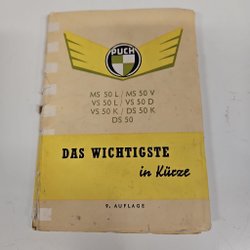 PUCH
MS 50 L / MS 50 V
VS 50 L / VS 50 D
VS 50 K / DS 50 K
DS 50
DAS WICHTIGSTE
in Kürze
9. AUFLAGE